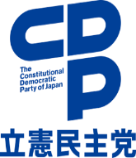 CDP
The
Constitutional
Democratic
Party of Japan
立憲民主党